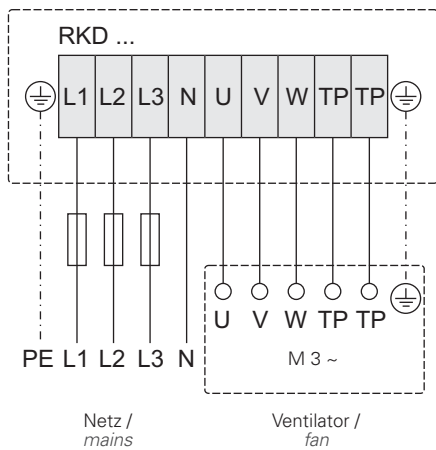 RKD ...
L1 L2 L3 N U V W TP TP
U V W TP TP
M 3 ~
PE L1 L2 L3 N
Netz / Ventilator /
mains fan